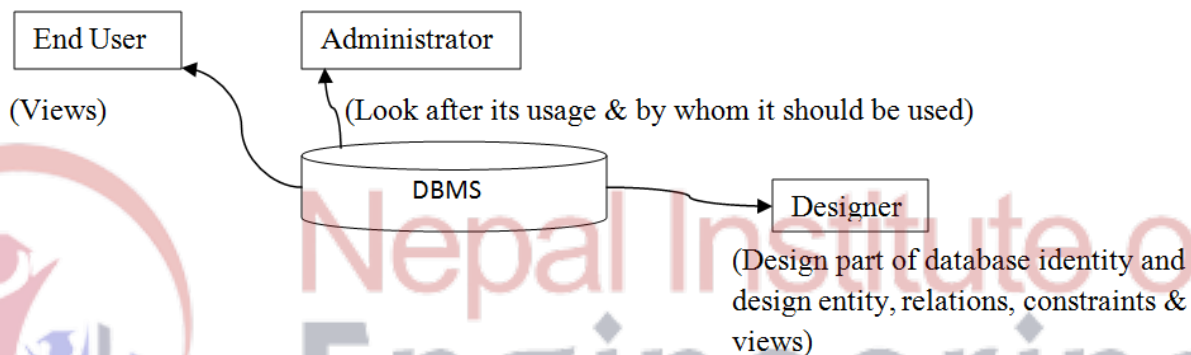 End User
Administrator
(Views)
(Look after its usage & by whom it should be used)
DBMS
Designer
Nepal Institute o
(Design part of database identity and
design entity, relations, constraints &
views)
Engineering